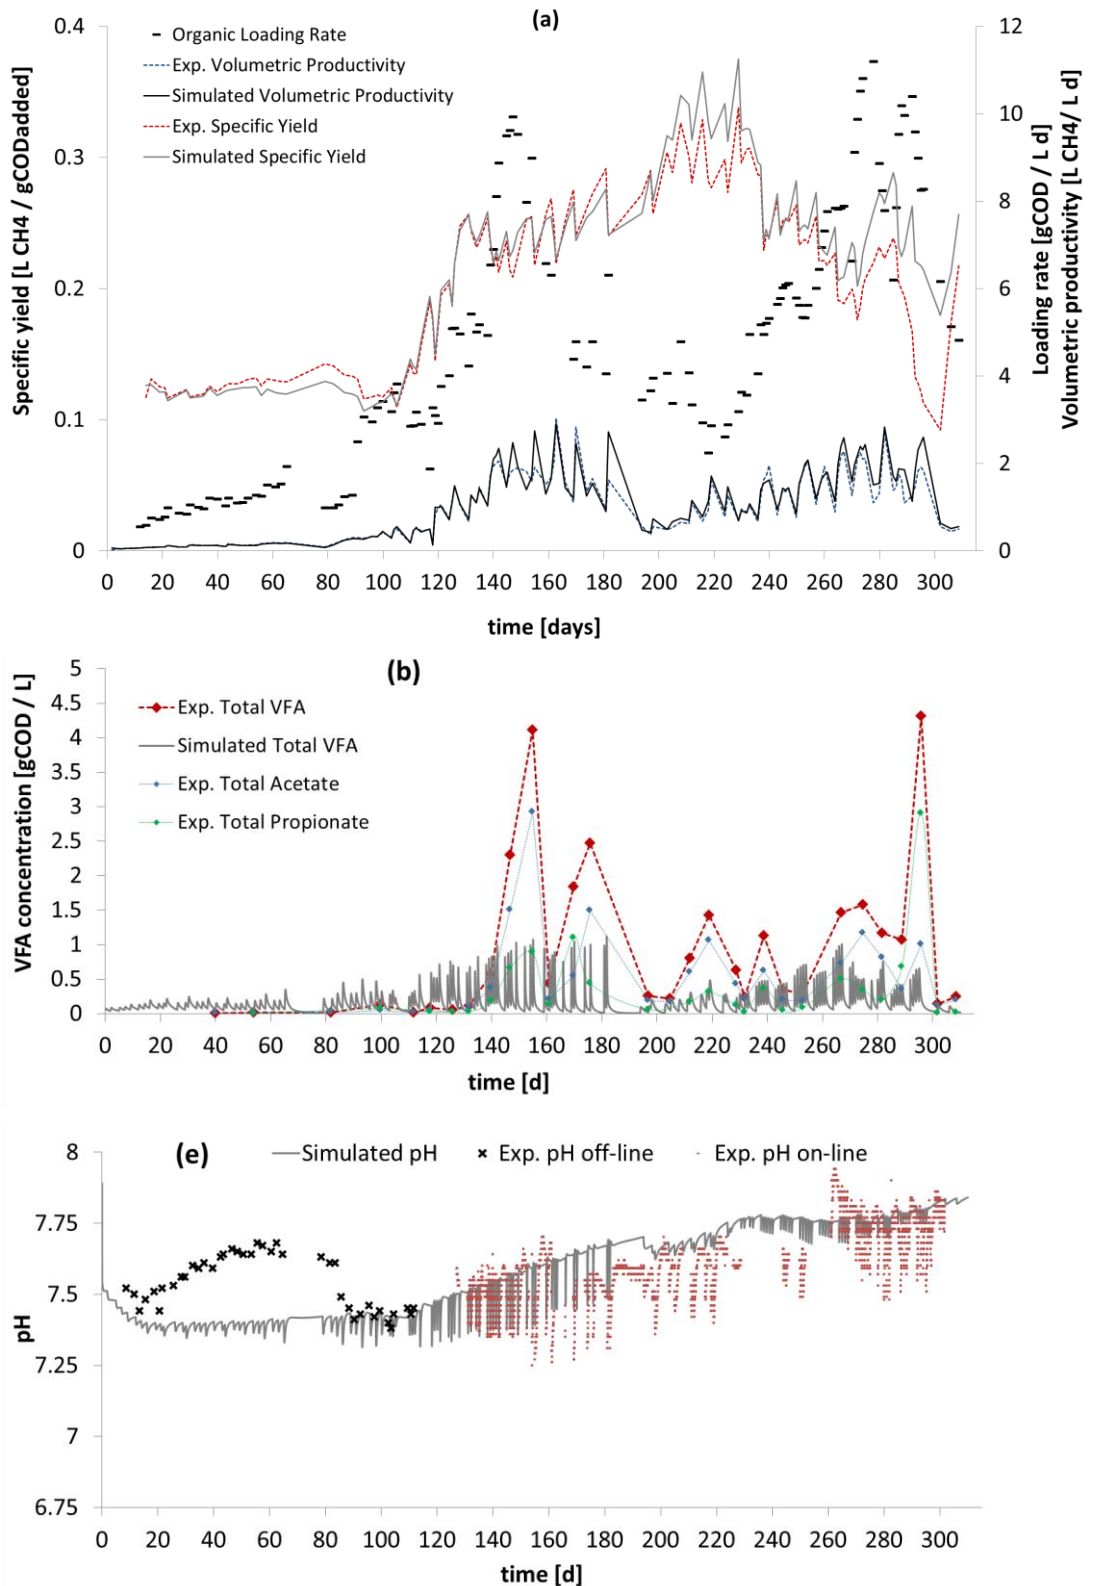 (a)
0.4
0.3
0.2
0.1
0
Specific yield [L CH4 / gCODadded]
Organic Loading Rate
Exp. Volumetric Productivity
Simulated Volumetric Productivity
Exp. Specific Yield
Simulated Specific Yield
12
10
8
6
4
2
0
Loading rate [gCOD / L d]
Volumetric productivity [L CH4/ L d]
0 20 40 60 80 100 120 140 160 180 200 220 240 260 280 300
time [days]
(b)
5
4.5
4
3.5
3
2.5
2
1.5
1
0.5
0
VFA concentration [gCOD / L]
Exp. Total VFA
Simulated Total VFA
Exp. Total Acetate
Exp. Total Propionate
0 20 40 60 80 100 120 140 160 180 200 220 240 260 280 300
time [d]
(e)
Simulated pH
Exp. pH off-line
Exp. pH on-line
8
7.75
7.5
7.25
7
6.75
pH
0 20 40 60 80 100 120 140 160 180 200 220 240 260 280 300
time [d]